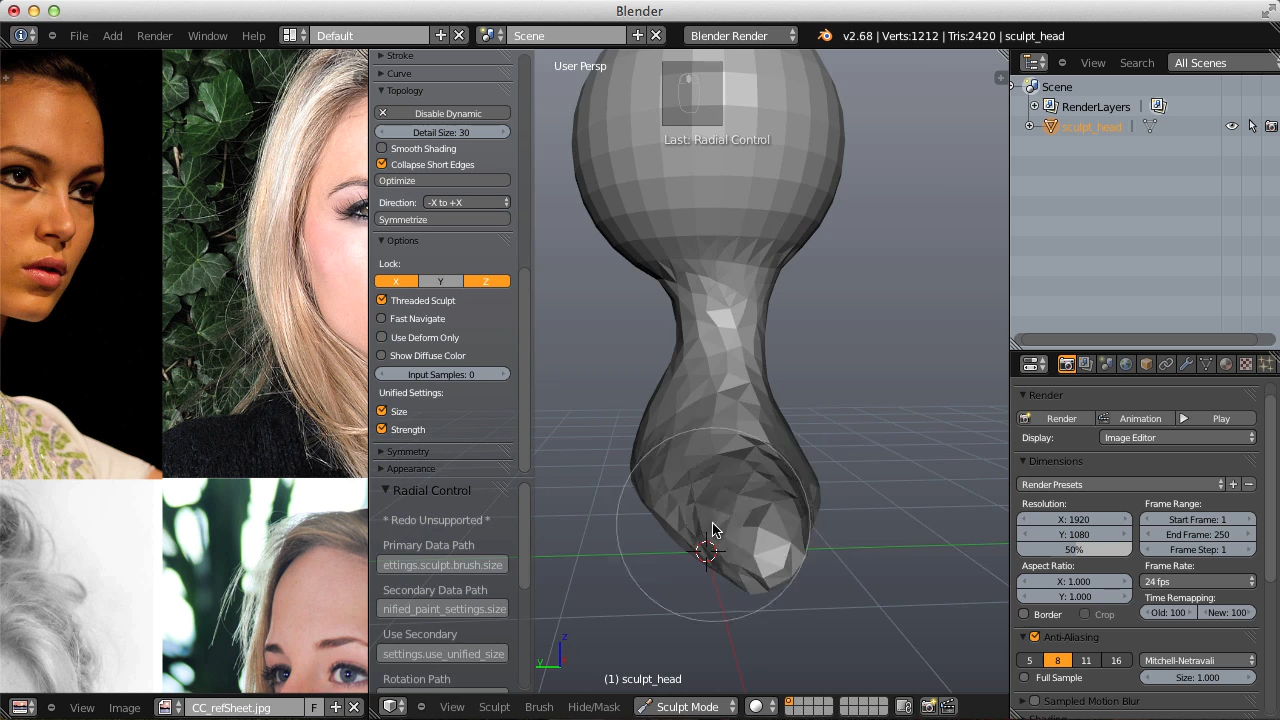 Blender
File Add Render Window Help Default Scene Blender Render v2.68 | Verts:1212 | Tris:2420 | sculpt_head
Stroke
Curve
Topology
Disable Dynamic
Detail Size: 30
Smooth Shading
Collapse Short Edges
Optimize
Direction: -X to +X
Symmetrize
Options
Lock:
X Y Z
Threaded Sculpt
Fast Navigate
Use Deform Only
Show Diffuse Color
Input Samples: 0
Unified Settings:
Size
Strength
Symmetry
Appearance
Radial Control
* Redo Unsupported *
Primary Data Path
ettings.sculpt.brush.size
Secondary Data Path
nified_paint_settings.size
Use Secondary
settings.use_unified_size
Rotation Path
User Persp
Last: Radial Control
z
y
(1) sculpt_head
View Search All Scenes
Scene
RenderLayers |
sculpt_head |
Render
Render Animation Play
Display: Image Editor
Dimensions
Render Presets
Resolution: Frame Range:
X: 1920 Start Frame: 1
Y: 1080 End Frame: 250
50% Frame Step: 1
Aspect Ratio: Frame Rate:
X: 1.000 24 fps
Y: 1.000 Time Remapping:
Border Crop Old: 100 New: 100
Anti-Aliasing
5 8 11 16 Mitchell-Netravali
Full Sample Size: 1.000
Sampled Motion Blur
View Image CC_refSheet.jpg F
View Sculpt Brush Hide/Mask Sculpt Mode